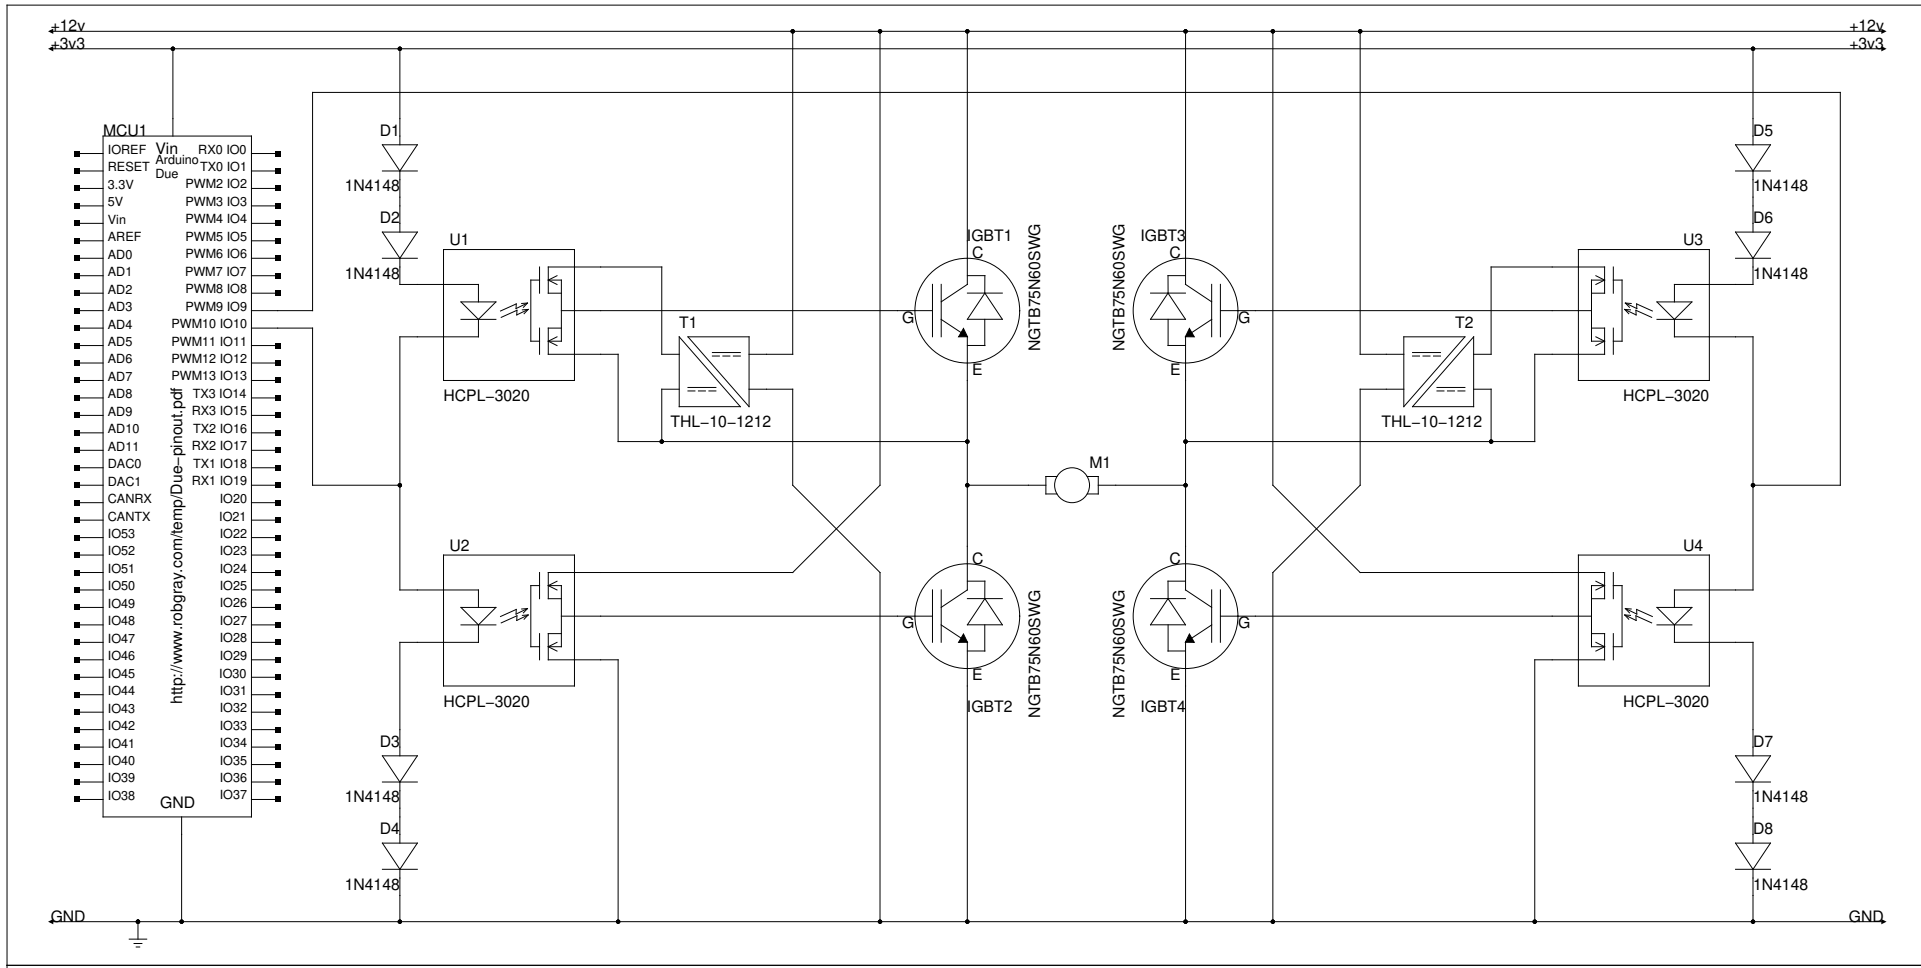 +12v
+12v
+3v3
+3v3
MCU1
Vin
Arduino
Due
IOREF
RESET
3.3V
5V
Vin
AREF
AD0
AD1
AD2
AD3
AD4
AD5
AD6
AD7
AD8
AD9
AD10
AD11
DAC0
DAC1
CANRX
CANTX
IO53
IO52
IO51
IO50
IO49
IO48
IO47
IO46
IO45
IO44
IO43
IO42
IO41
IO40
IO39
IO38
RX0 IO0
TX0 IO1
PWM2 IO2
PWM3 IO3
PWM4 IO4
PWM5 IO5
PWM6 IO6
PWM7 IO7
PWM8 IO8
PWM9 IO9
PWM10 IO10
PWM11 IO11
PWM12 IO12
PWM13 IO13
TX3 IO14
RX3 IO15
TX2 IO16
RX2 IO17
TX1 IO18
RX1 IO19
IO20
IO21
IO22
IO23
IO24
IO25
IO26
IO27
IO28
IO29
IO30
IO31
IO32
IO33
IO34
IO35
IO36
IO37
http://www.robgray.com/temp/Due-pinout.pdf
GND
D1
1N4148
D2
1N4148
U1
HCPL-3020
T1
THL-10-1212
IGBT1
C
G
E
NGTB75N60SWG
IGBT3
C
G
E
NGTB75N60SWG
T2
THL-10-1212
U3
HCPL-3020
D5
1N4148
D6
1N4148
M1
U2
HCPL-3020
D3
1N4148
D4
1N4148
C
G
E
IGBT2
NGTB75N60SWG
C
G
E
IGBT4
NGTB75N60SWG
U4
HCPL-3020
D7
1N4148
D8
1N4148
GND
GND